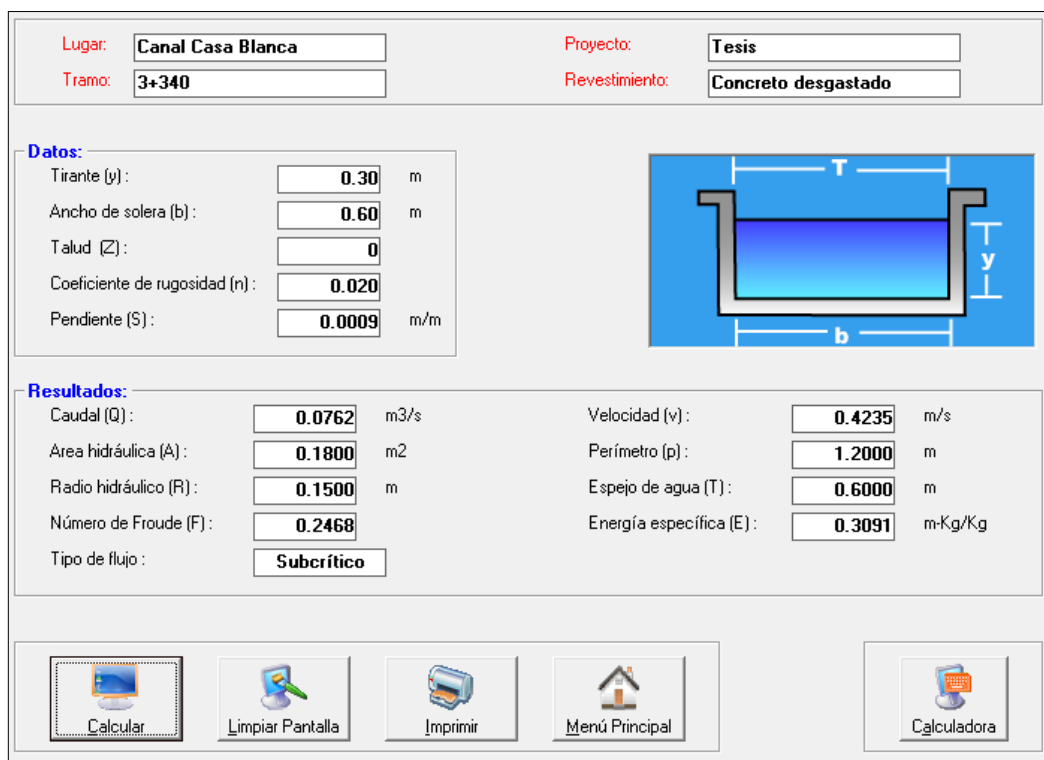 Lugar: Canal Casa Blanca Proyecto: Tesis
Tramo: 3+340 Revestimiento: Concreto desgastado
Datos:
Tirante (y) : 0.30 m
Ancho de solera (b) : 0.60 m
Talud (Z) : 0
Coeficiente de rugosidad (n) : 0.020
Pendiente (S) : 0.0009 m/m
T
y
b
Resultados:
Caudal (Q) : 0.0762 m3/s Velocidad (v) : 0.4235 m/s
Area hidráulica (A) : 0.1800 m2 Perímetro (p) : 1.2000 m
Radio hidráulico (R) : 0.1500 m Espejo de agua (T) : 0.6000 m
Número de Froude (F) : 0.2468 Energía específica (E) : 0.3091 m-Kg/Kg
Tipo de flujo : Subcrítico
Calcular Limpiar Pantalla Imprimir Menú Principal Calculadora